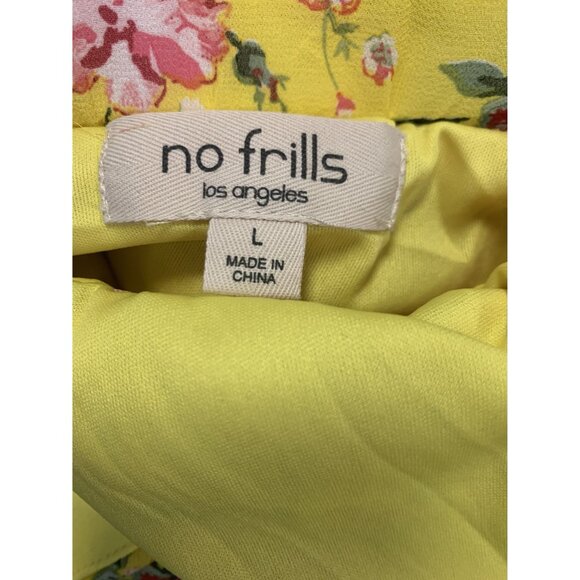 no frills
los angeles
L
MADE IN
CHINA